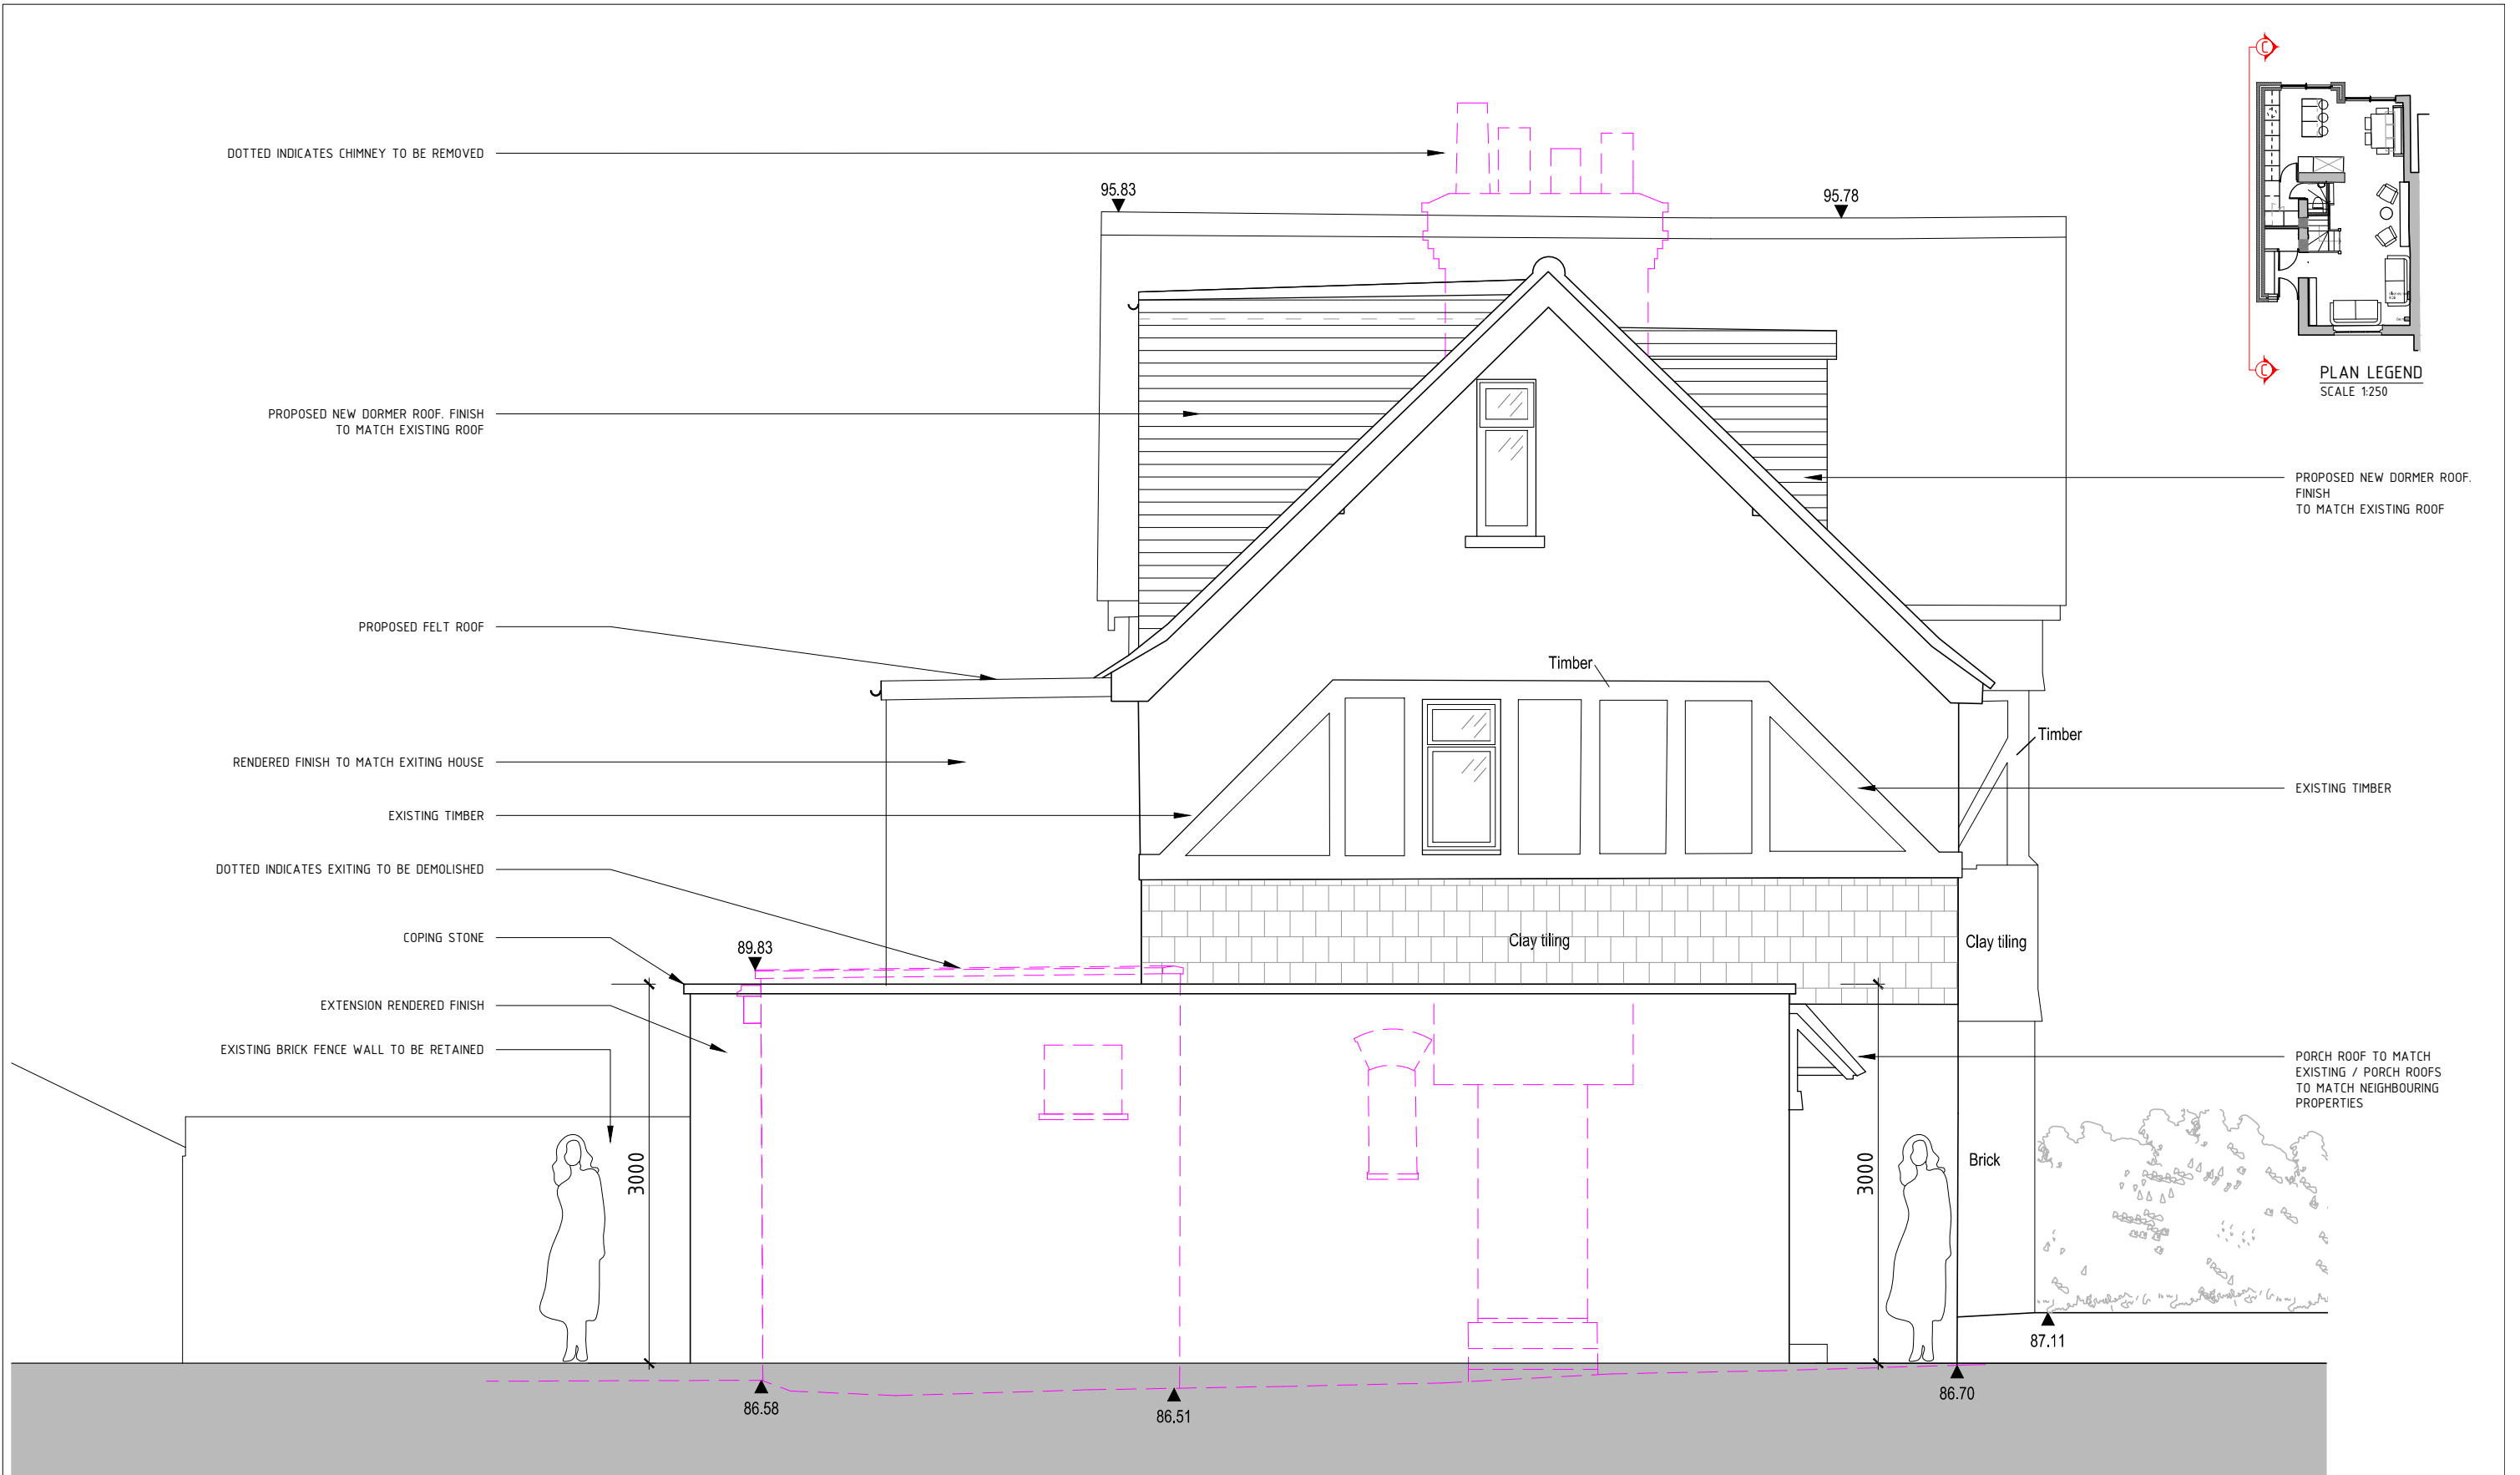 C
DOTTED INDICATES CHIMNEY TO BE REMOVED
95.83
95.78
C
PLAN LEGEND
SCALE 1:250
PROPOSED NEW DORMER ROOF. FINISH
TO MATCH EXISTING ROOF
PROPOSED NEW DORMER ROOF.
FINISH
TO MATCH EXISTING ROOF
PROPOSED FELT ROOF
Timber
Timber
RENDERED FINISH TO MATCH EXITING HOUSE
EXISTING TIMBER
EXISTING TIMBER
DOTTED INDICATES EXITING TO BE DEMOLISHED
COPING STONE
89.83
Clay tiling
Clay tiling
EXTENSION RENDERED FINISH
EXISTING BRICK FENCE WALL TO BE RETAINED
PORCH ROOF TO MATCH
EXISTING / PORCH ROOFS
TO MATCH NEIGHBOURING
PROPERTIES
3000
3000
Brick
87.11
86.58
86.51
86.70